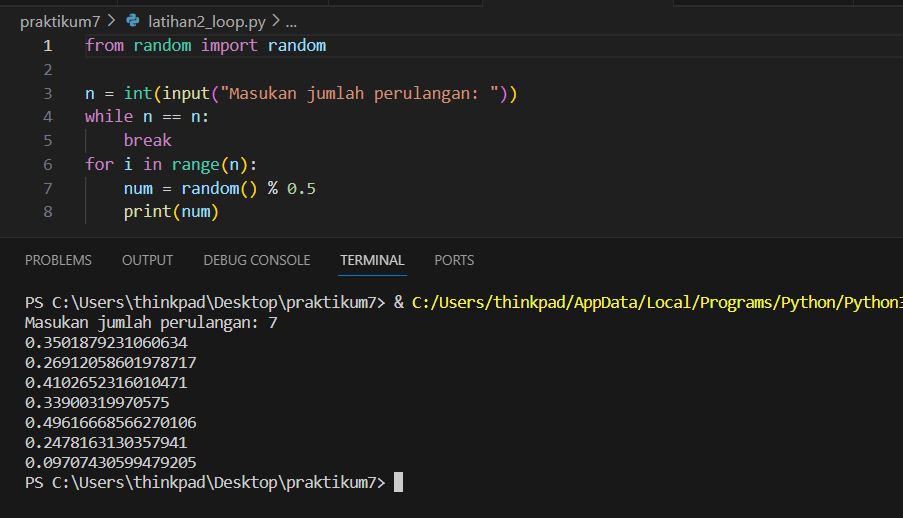 praktikum7 > latihan2_loop.py > ...
1 from random import random
2
3 n = int(input("Masukan jumlah perulangan: "))
4 while n == n:
5     break
6 for i in range(n):
7     num = random() % 0.5
8     print(num)
PROBLEMS OUTPUT DEBUG CONSOLE TERMINAL PORTS
PS C:\Users\thinkpad\Desktop\praktikum7> & C:/Users/thinkpad/AppData/Local/Programs/Python/Python3
Masukan jumlah perulangan: 7
0.3501879231060634
0.26912058601978717
0.4102652316010471
0.33900319970575
0.49616668566270106
0.2478163130357941
0.09707430599479205
PS C:\Users\thinkpad\Desktop\praktikum7>